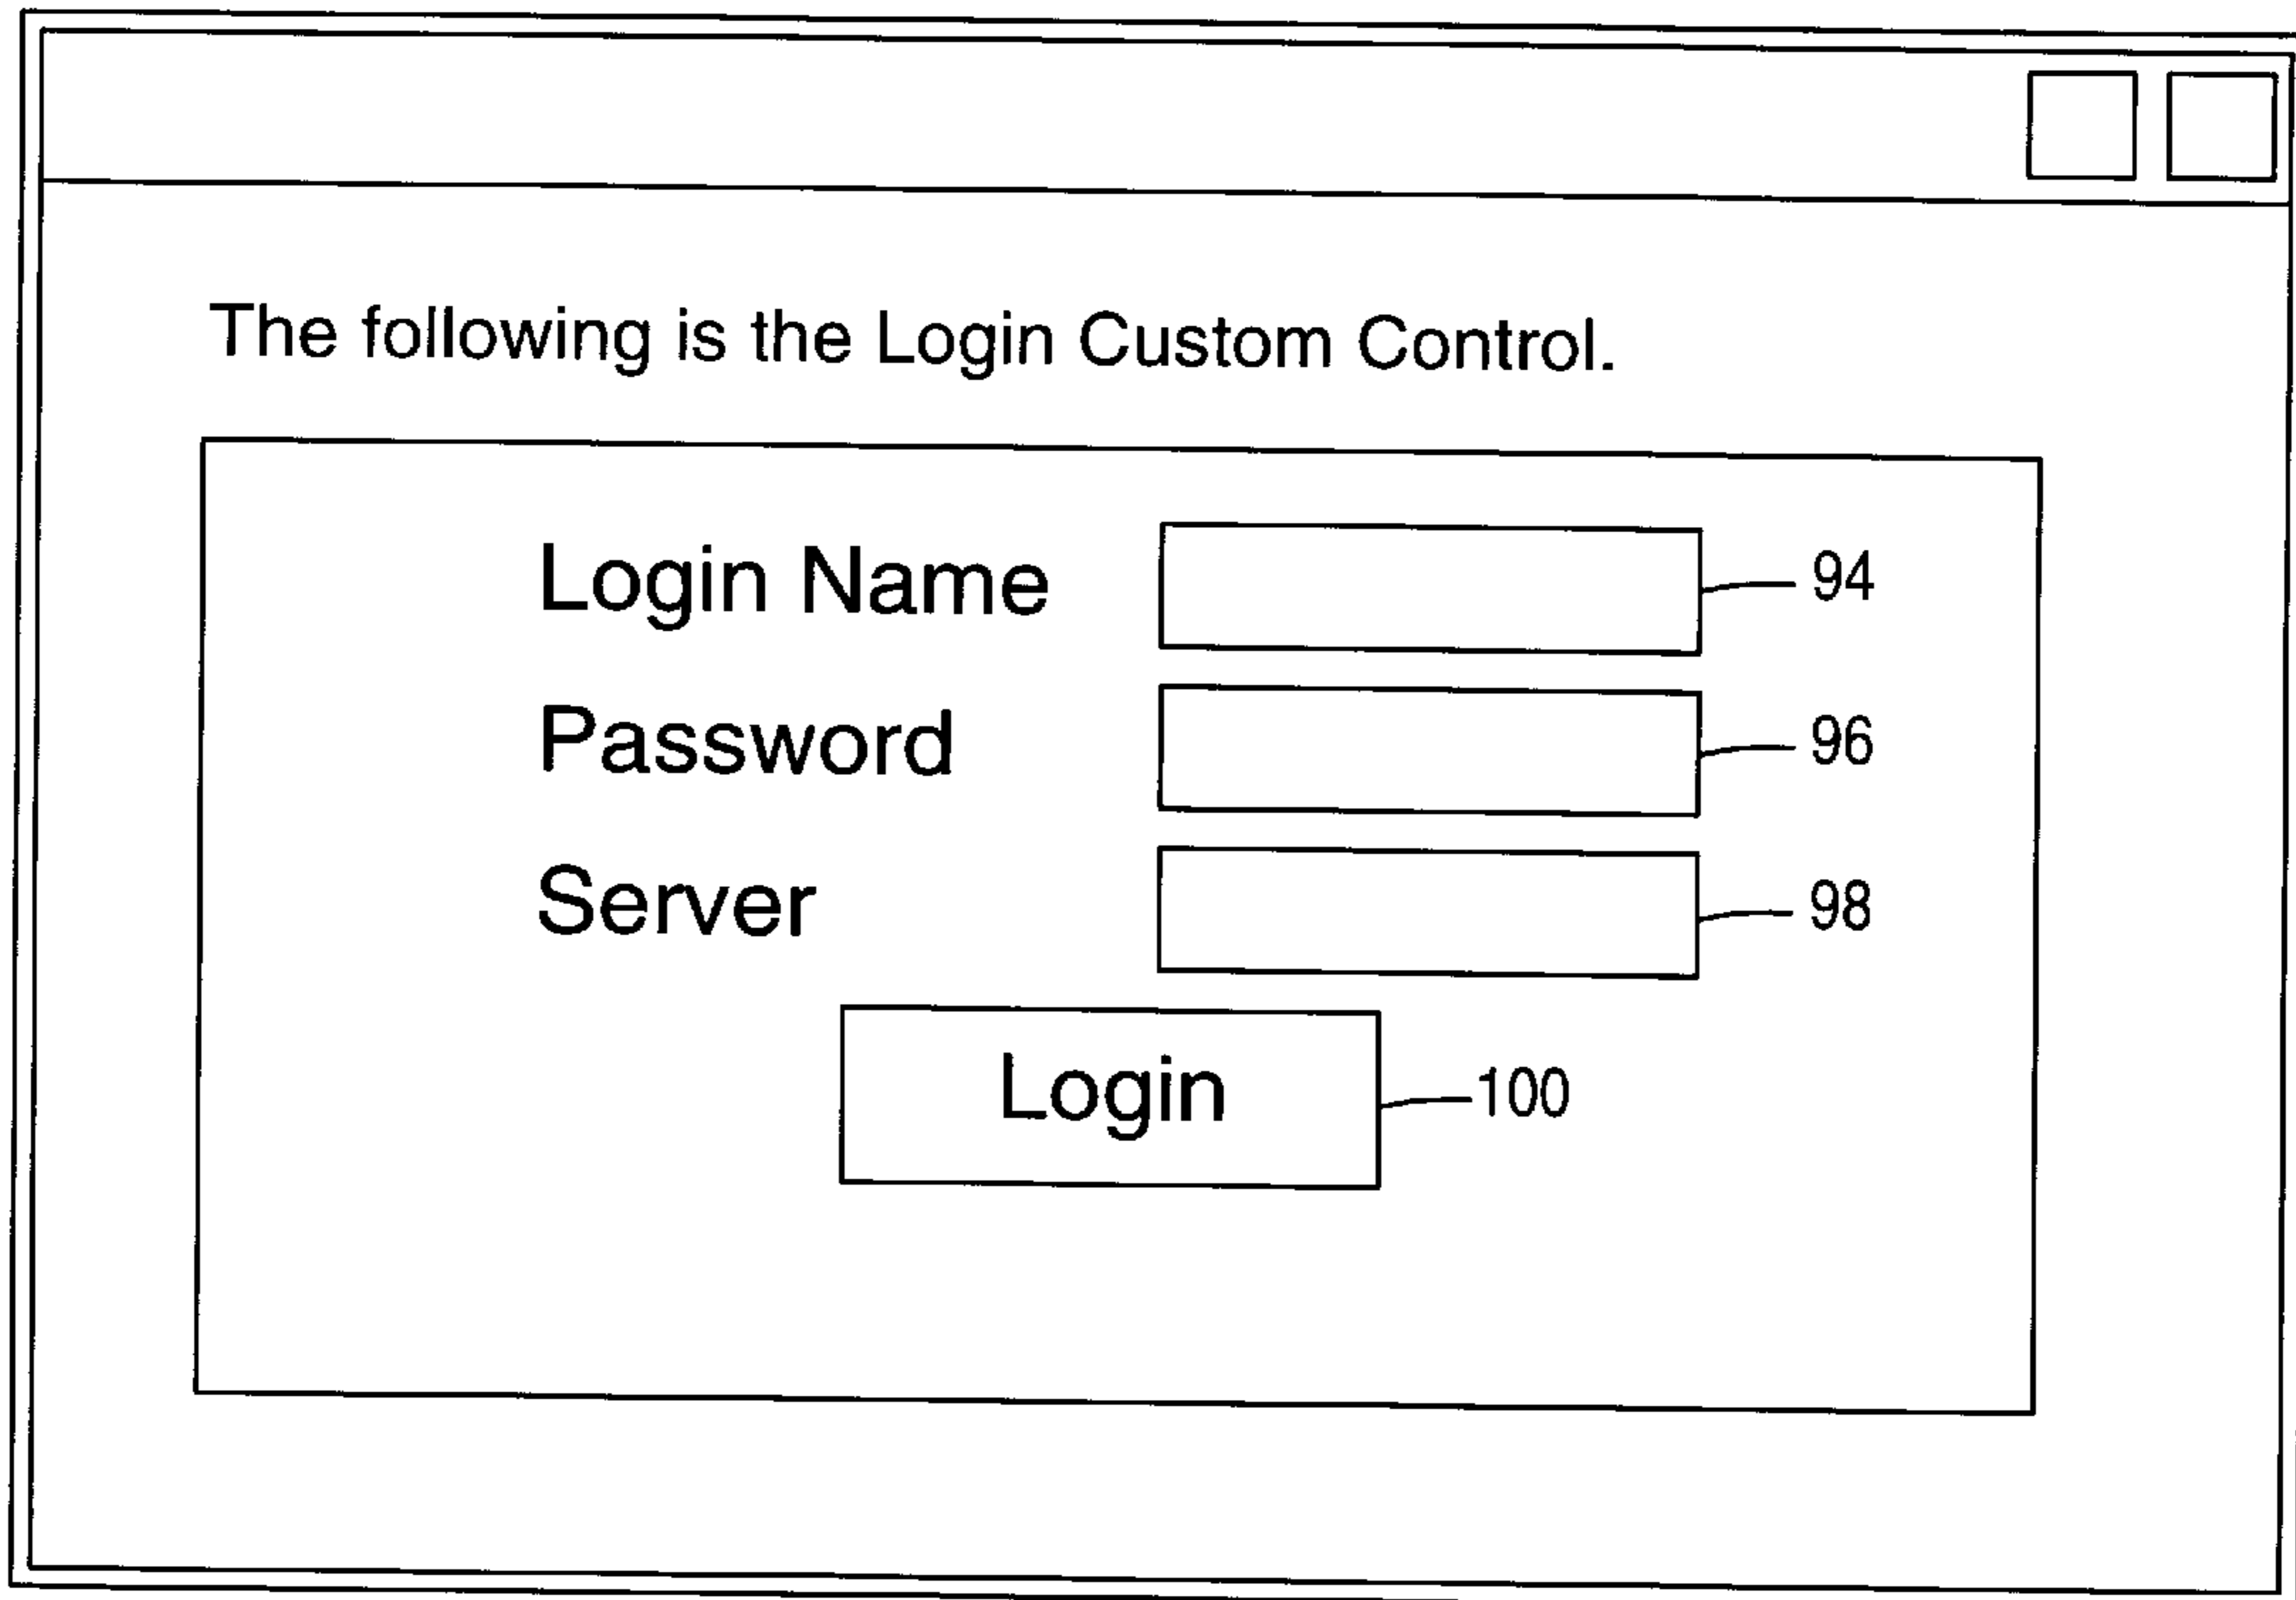 The following is the Login Custom Control.
Login Name 94
Password 96
Server 98
Login 100